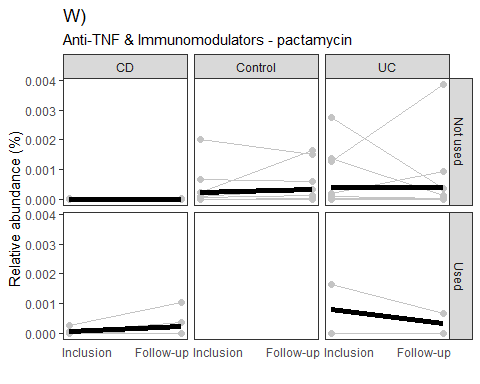 W)
Anti-TNF & Immunomodulators - pactamycin
CD
Control
UC
Relative abundance (%)
0.004
0.003
0.002
0.001
0.000
Not used
0.004
0.003
0.002
0.001
0.000
Used
Inclusion
Follow-up
Inclusion
Follow-up
Inclusion
Follow-up